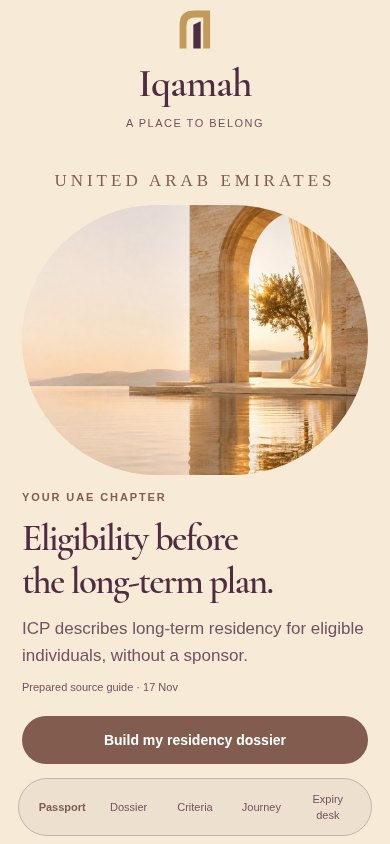 Iqamah
A PLACE TO BELONG
UNITED ARAB EMIRATES
YOUR UAE CHAPTER
Eligibility before
the long-term plan.
ICP describes long-term residency for eligible
individuals, without a sponsor.
Prepared source guide · 17 Nov
Build my residency dossier
Passport Dossier Criteria Journey Expiry desk